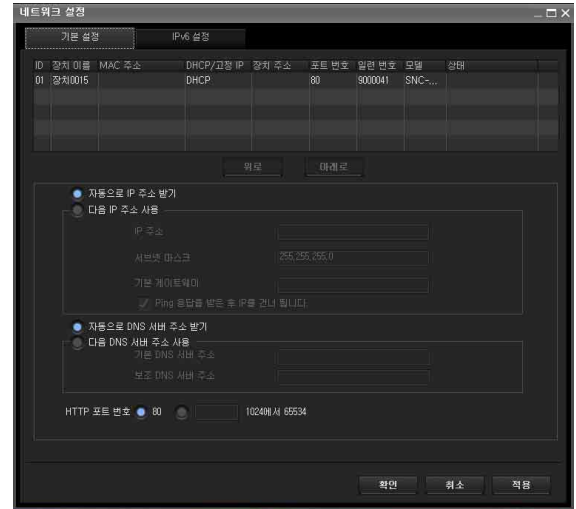 네트워크 설정
기본 설정 IPv6 설정
ID 장치 이름 MAC 주소 DHCP/고정 IP 장치 주소 포트 번호 일련 번호 모델 상태
01 장치0015 DHCP 80 9000041 SNC-...
위로 아래로
자동으로 IP 주소 받기
다음 IP 주소 사용
IP 주소
서브넷 마스크 255,255,255,0
기본 게이트웨이
Ping 응답을 받은 후 IP를 건너 뜁니다.
자동으로 DNS 서버 주소 받기
다음 DNS 서버 주소 사용
기본 DNS 서버 주소
보조 DNS 서버 주소
HTTP 포트 번호 80 1024에서 65534
확인 취소 적용